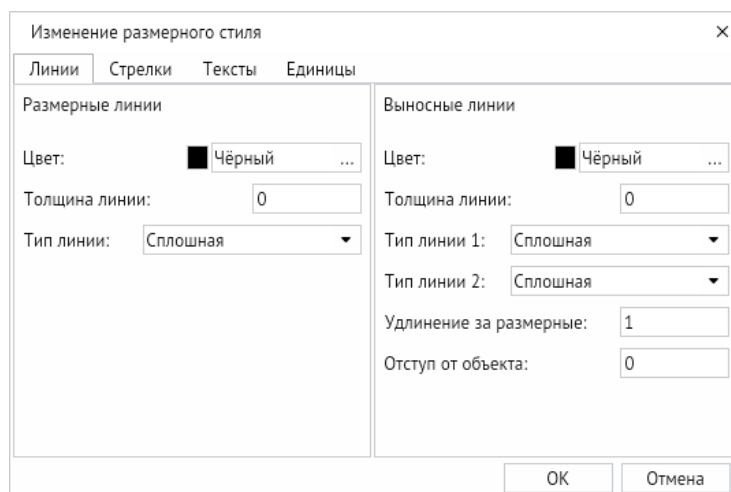 Изменение размерного стиля
Линии Стрелки Тексты Единицы
Размерные линии
Цвет: Чёрный ...
Толщина линии: 0
Тип линии: Сплошная
Выносные линии
Цвет: Чёрный ...
Толщина линии: 0
Тип линии 1: Сплошная
Тип линии 2: Сплошная
Удлинение за размерные: 1
Отступ от объекта: 0
OK Отмена